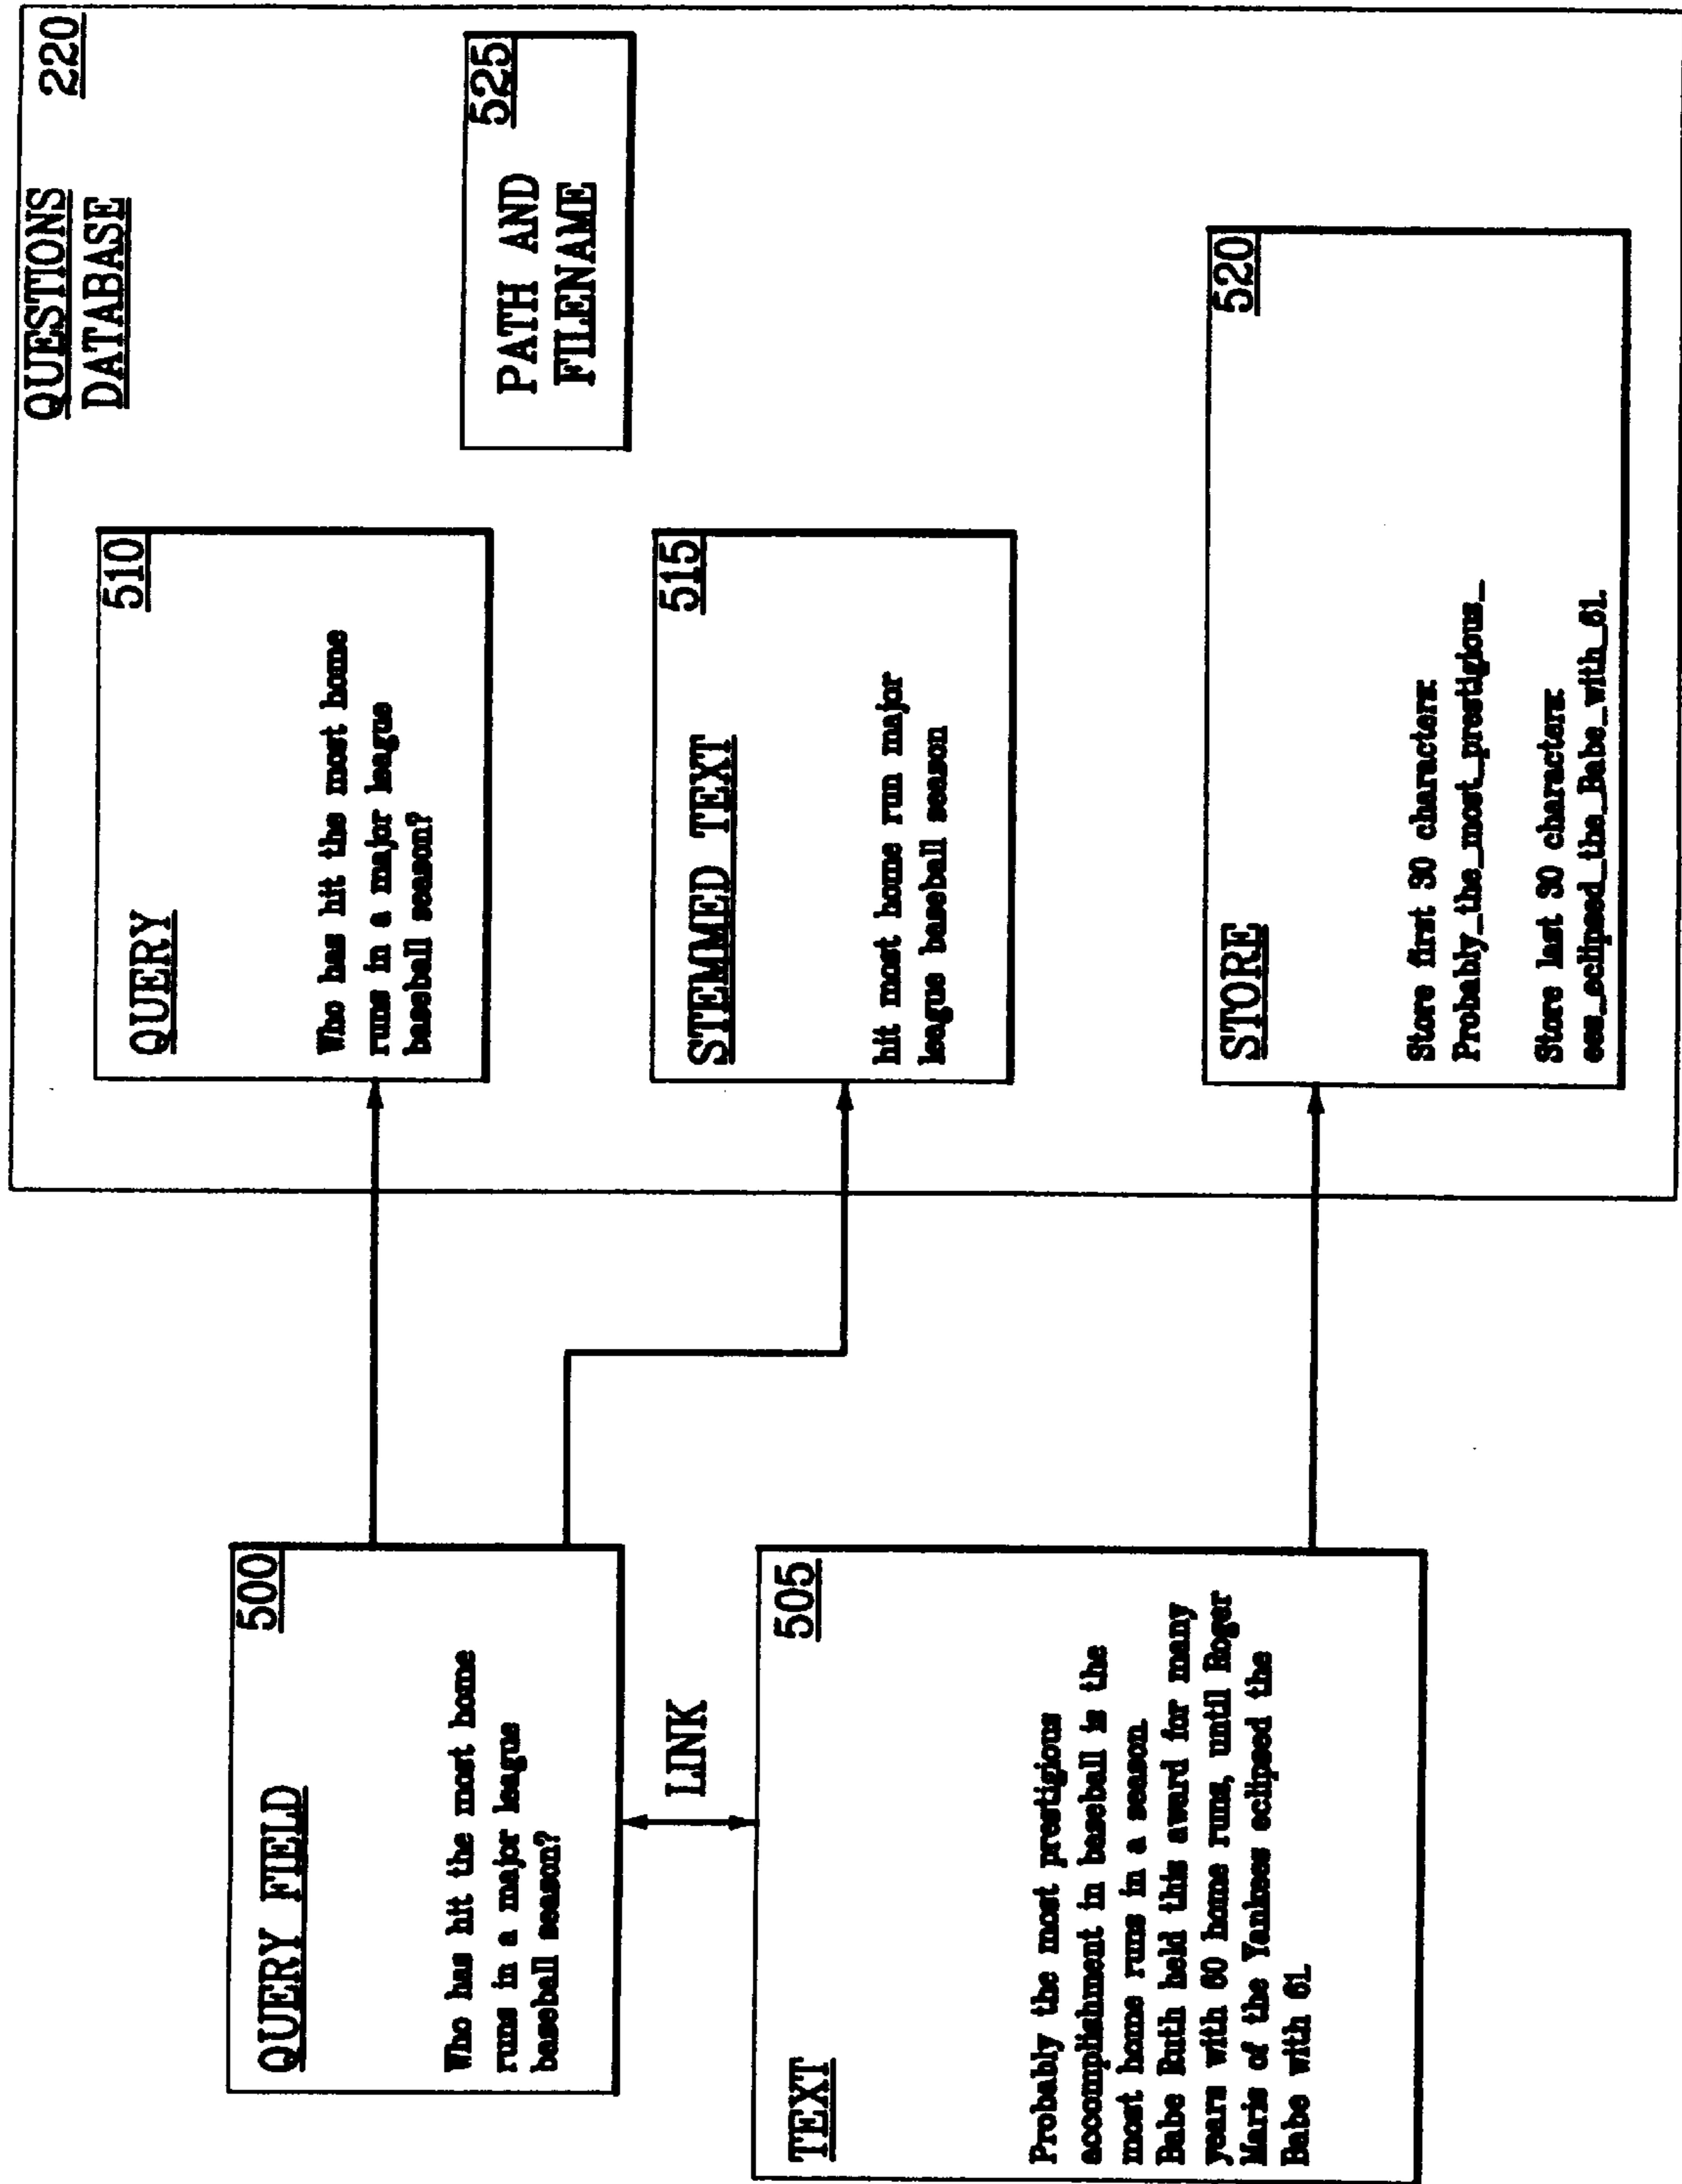 QUERY FIELD
500
Who has hit the most home
runs in a major league
baseball season?
LINK
TEXT
505
Probably the most prestigious
accomplishment in baseball is the
most home runs in a season.
Babe Ruth held this award for many
years with 60 home runs, until Roger
Maris of the Yankees eclipsed the
Babe with 61.
QUESTIONS
DATABASE
220
QUERY
510
Who has hit the most home
runs in a major league
baseball season?
PATH AND
FILENAME
525
STEMMED TEXT
515
hit most home run major
league baseball season
STORE
520
Store first 30 characters:
Probably_the_most_prestigious_
Store last 30 characters:
ees_eclipsed_the_Babe_with_61.